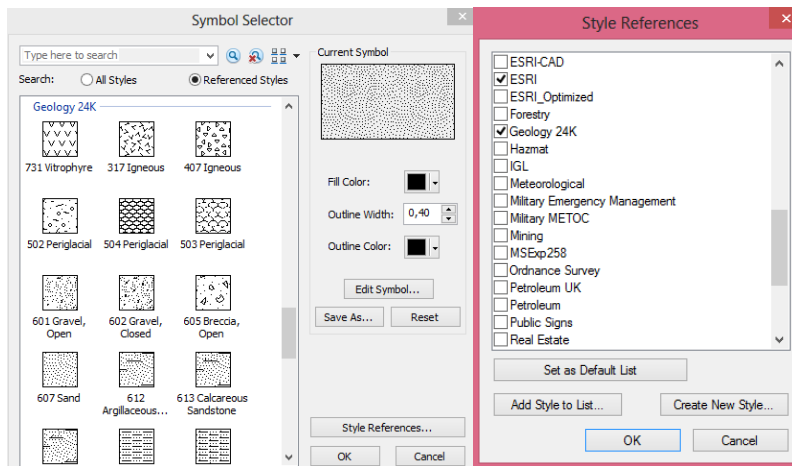 Symbol Selector
Type here to search
Search:
All Styles
Referenced Styles
Geology 24K
731 Vitrophyre
317 Igneous
407 Igneous
502 Periglacial
504 Periglacial
503 Periglacial
601 Gravel,
Open
602 Gravel,
Closed
605 Breccia,
Open
607 Sand
612
Argillaceous...
613 Calcareous
Sandstone
Current Symbol
Fill Color:
Outline Width:
0,40
Outline Color:
Edit Symbol...
Save As...
Reset
Style References...
OK
Cancel
Style References
ESRI-CAD
ESRI
ESRI_Optimized
Forestry
Geology 24K
Hazmat
IGL
Meteorological
Military Emergency Management
Military METOC
Mining
MSExp258
Ordnance Survey
Petroleum UK
Petroleum
Public Signs
Real Estate
Set as Default List
Add Style to List...
Create New Style...
OK
Cancel